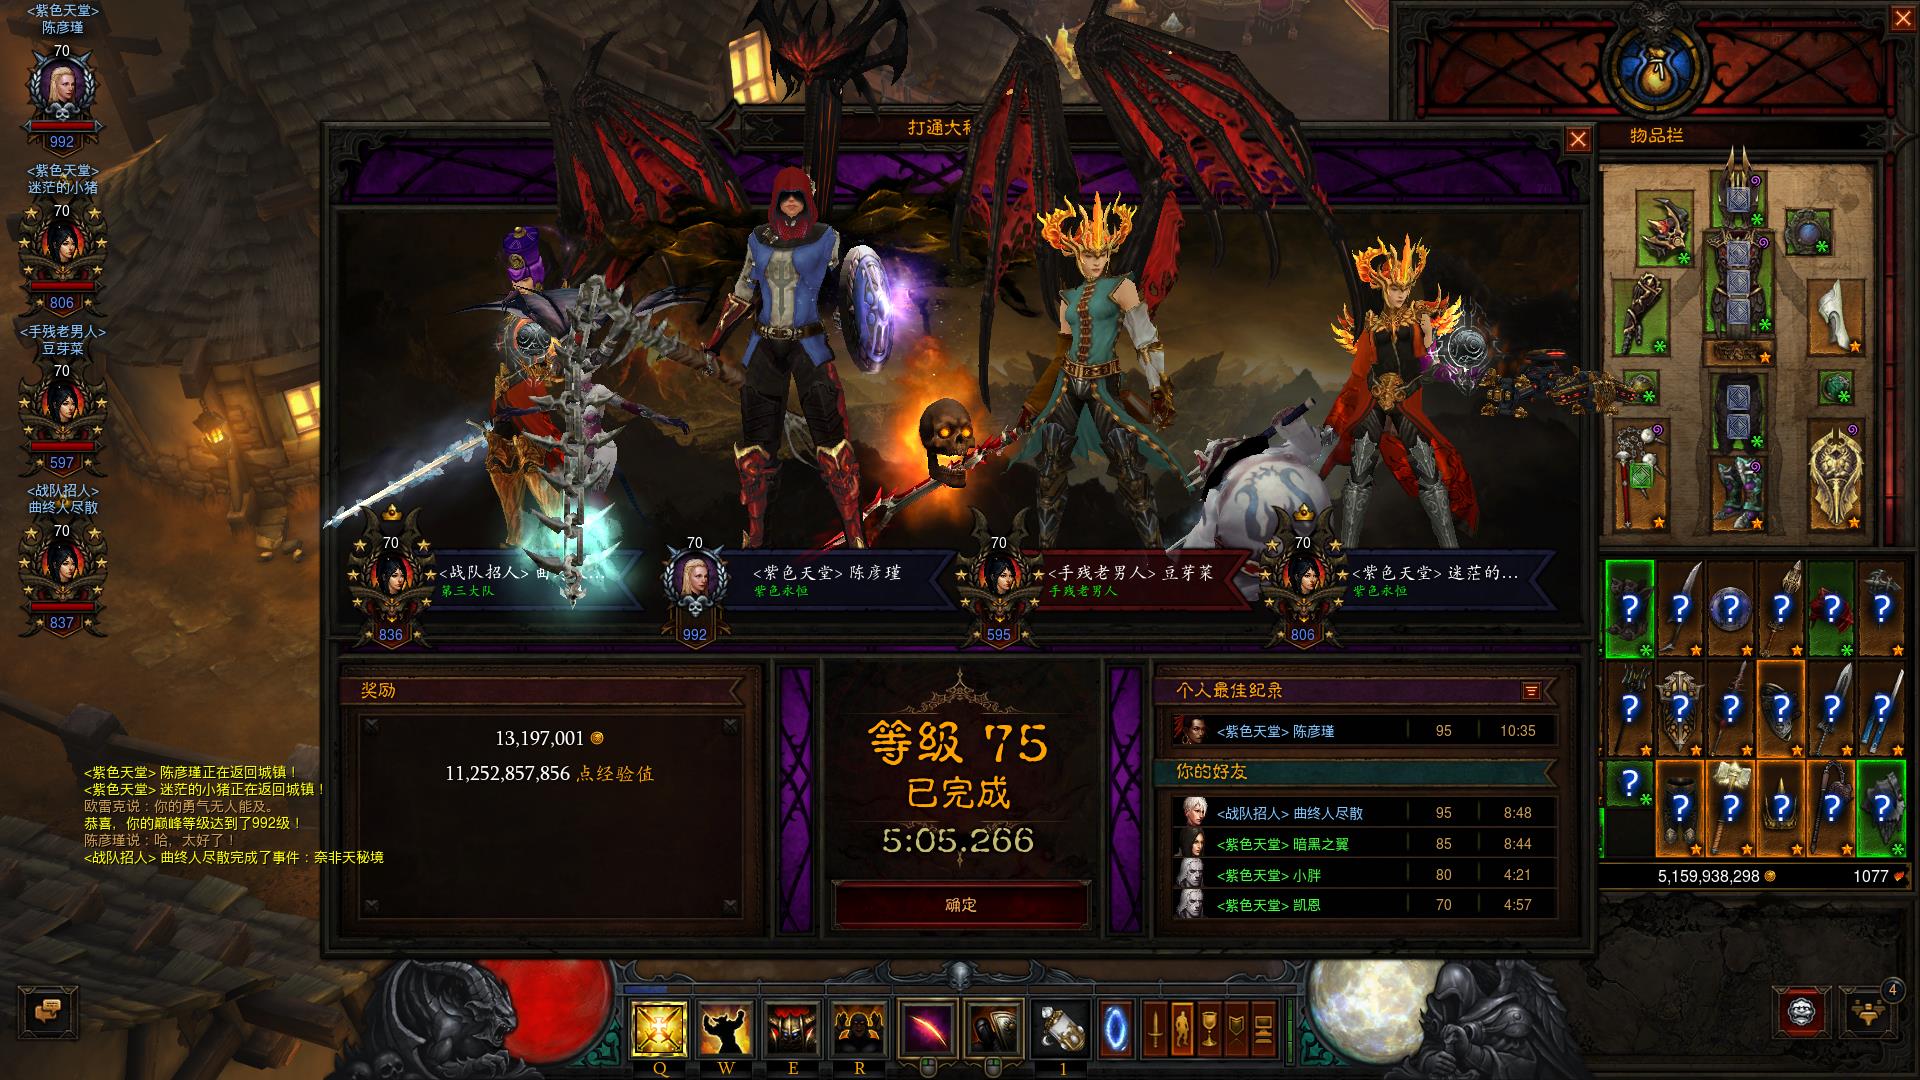 <紫色天堂>
陈彦瑾
70
992
<紫色天堂>
迷茫的小猪
70
806
<手残老男人>
豆芽菜
70
597
<战队招人>
曲终人尽散
70
837
打通大
物品栏
70
<战队招人> 曲
第三大队
836
70
<紫色天堂> 陈彦瑾
紫色永恒
992
70
<手残老男人> 豆芽菜
手残老男人
595
70
<紫色天堂> 迷茫的...
紫色永恒
806
奖励
13,197,001
11,252,857,856 点经验值
等级 75
已完成
5:05.266
确定
个人最佳纪录
<紫色天堂> 陈彦瑾 95 10:35
你的好友
<战队招人> 曲终人尽散 95 8:48
<紫色天堂> 暗黑之翼 85 8:44
<紫色天堂> 小胖 80 4:21
<紫色天堂> 凯恩 70 4:57
? ? ? ? ? ?
? ? ? ? ? ?
? ? ? ? ? ?
5,159,938,298 1077
<紫色天堂> 陈彦瑾正在返回城镇！
<紫色天堂> 迷茫的小猪正在返回城镇！
欧雷克说：你的勇气无人能及。
恭喜，你的巅峰等级达到了992级！
陈彦瑾说：哈，太好了！
<战队招人> 曲终人尽散完成了事件：奈非天秘境
Q W E R 1
4